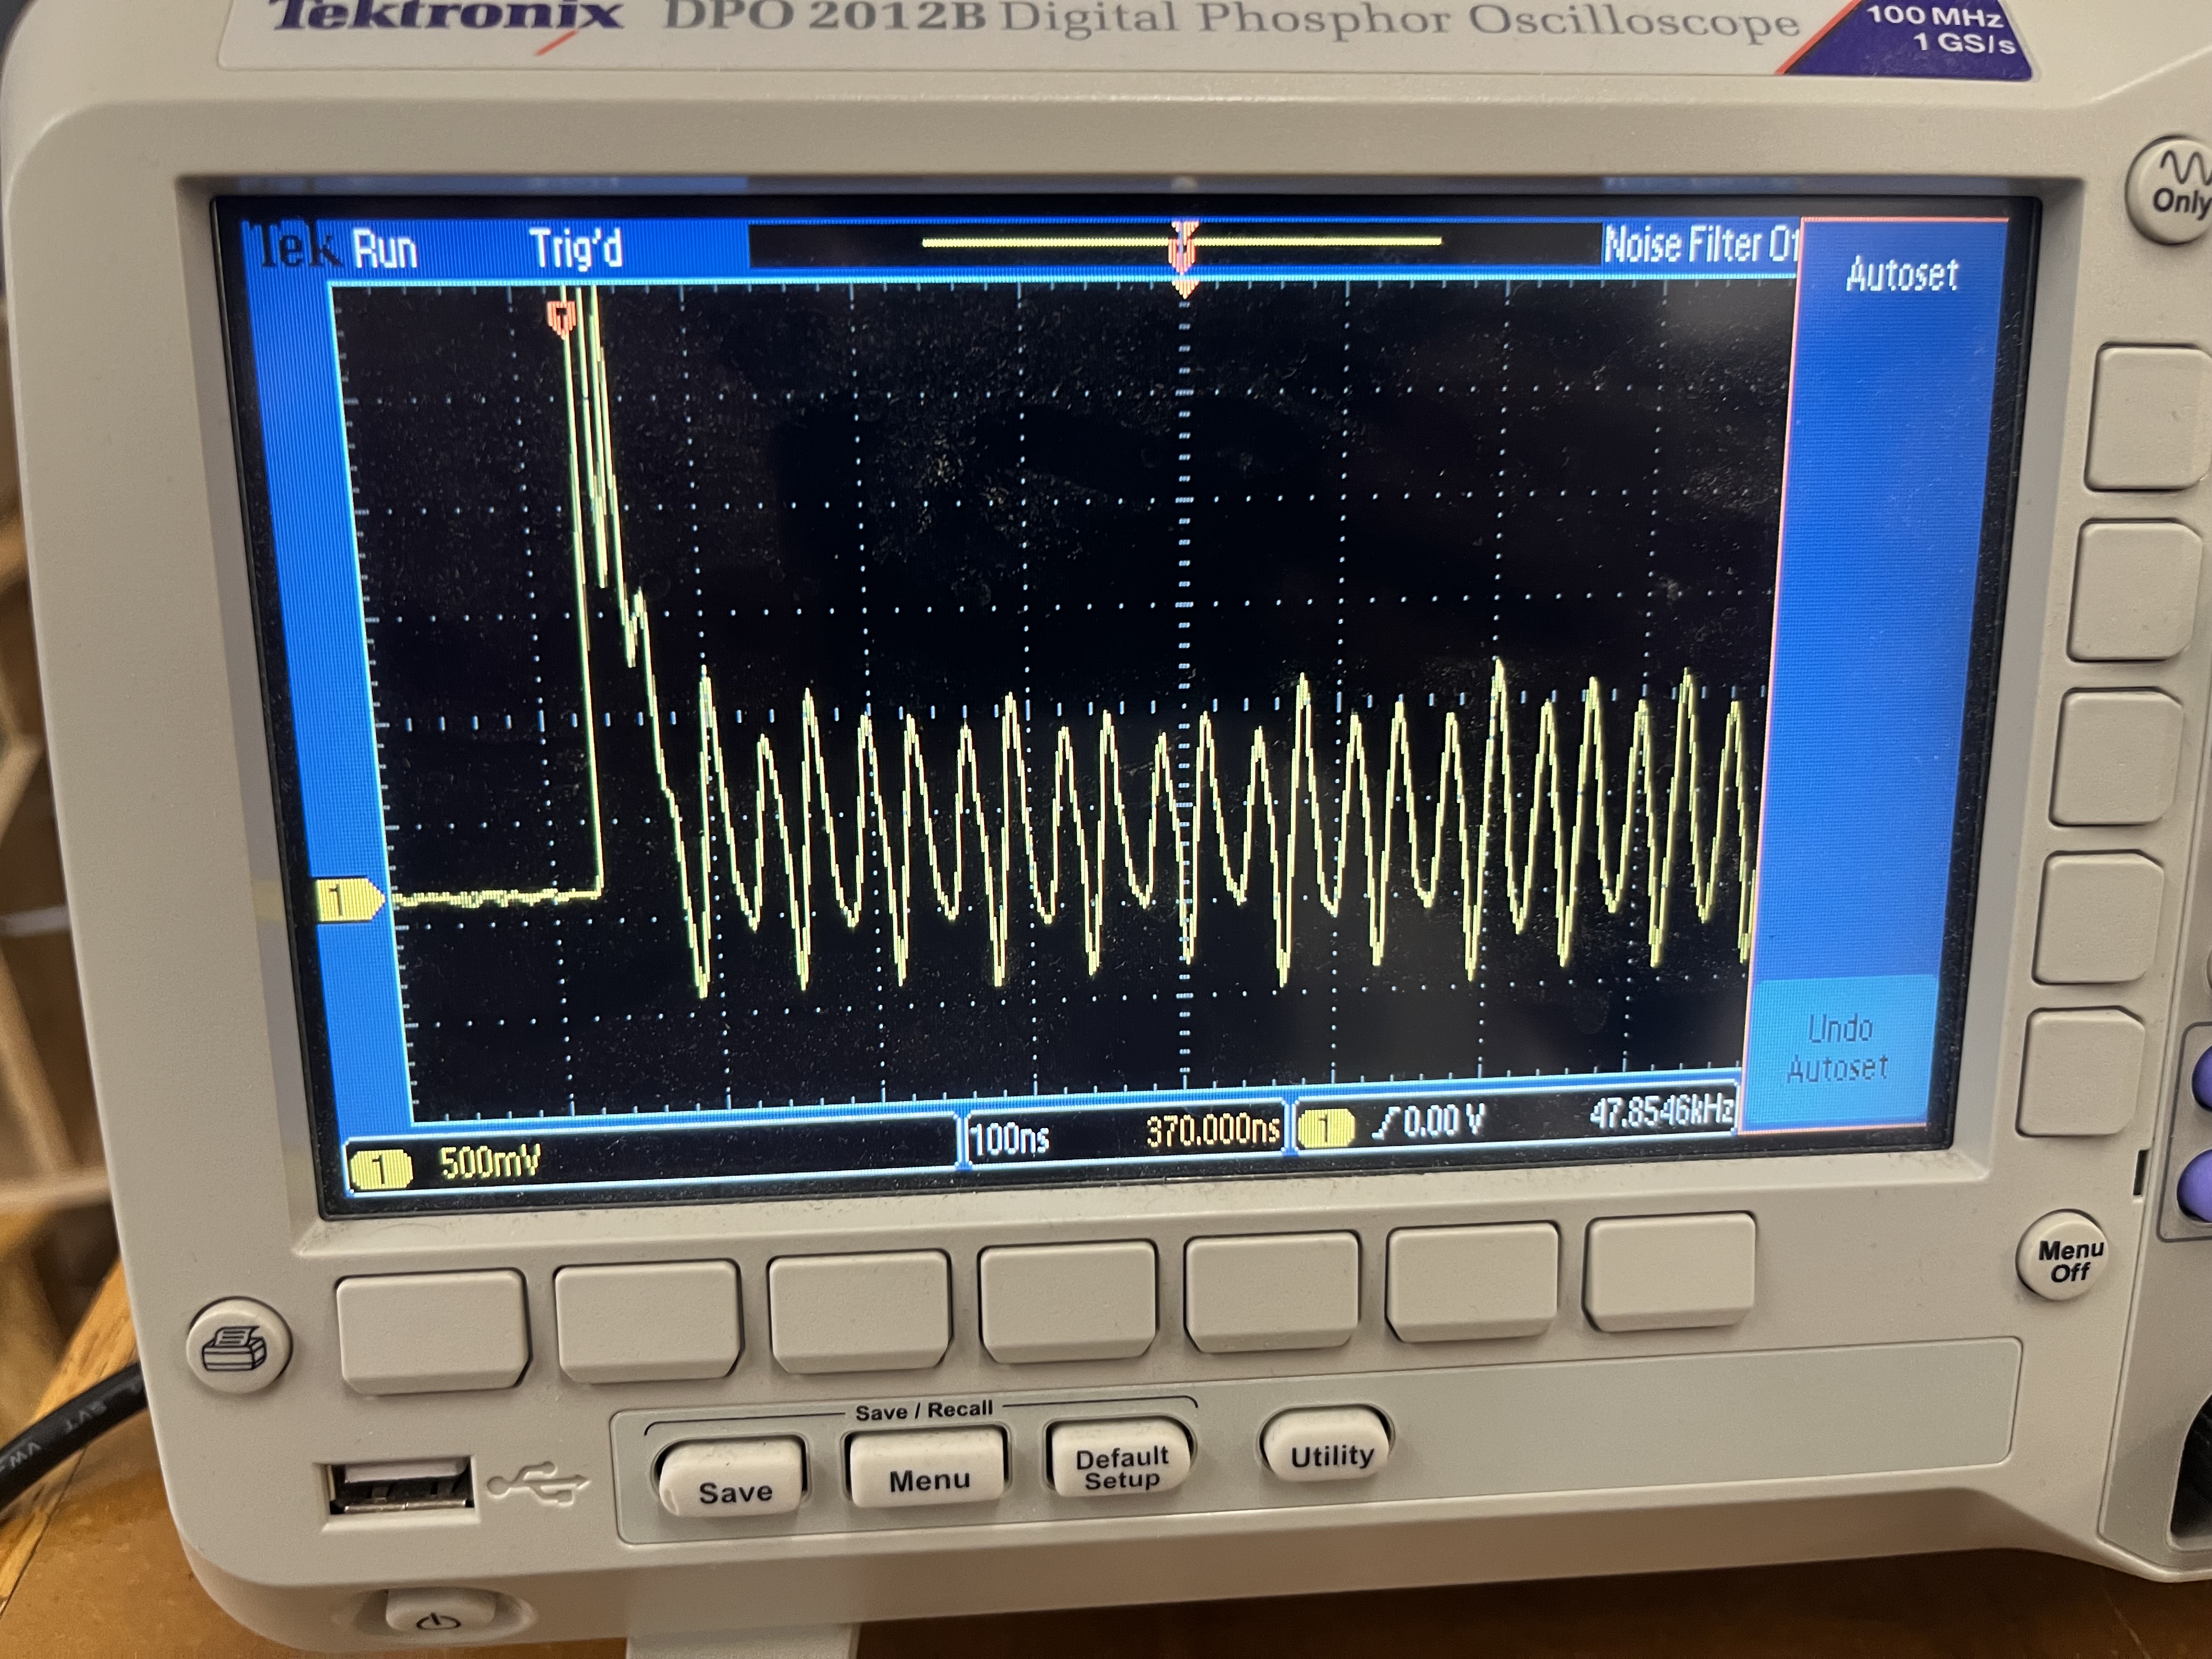 Tektronix DPO 2012B Digital Phosphor Oscilloscope
100 MHz
1 GS/s
Only
Tek Run Trig'd Noise Filter
Autoset
T
1
Undo
Autoset
1 500mV 100ns 370.000ns 1 0.00 V 47.8546kHz
Menu
Off
Save / Recall
Save
Menu
Default
Setup
Utility
SVT